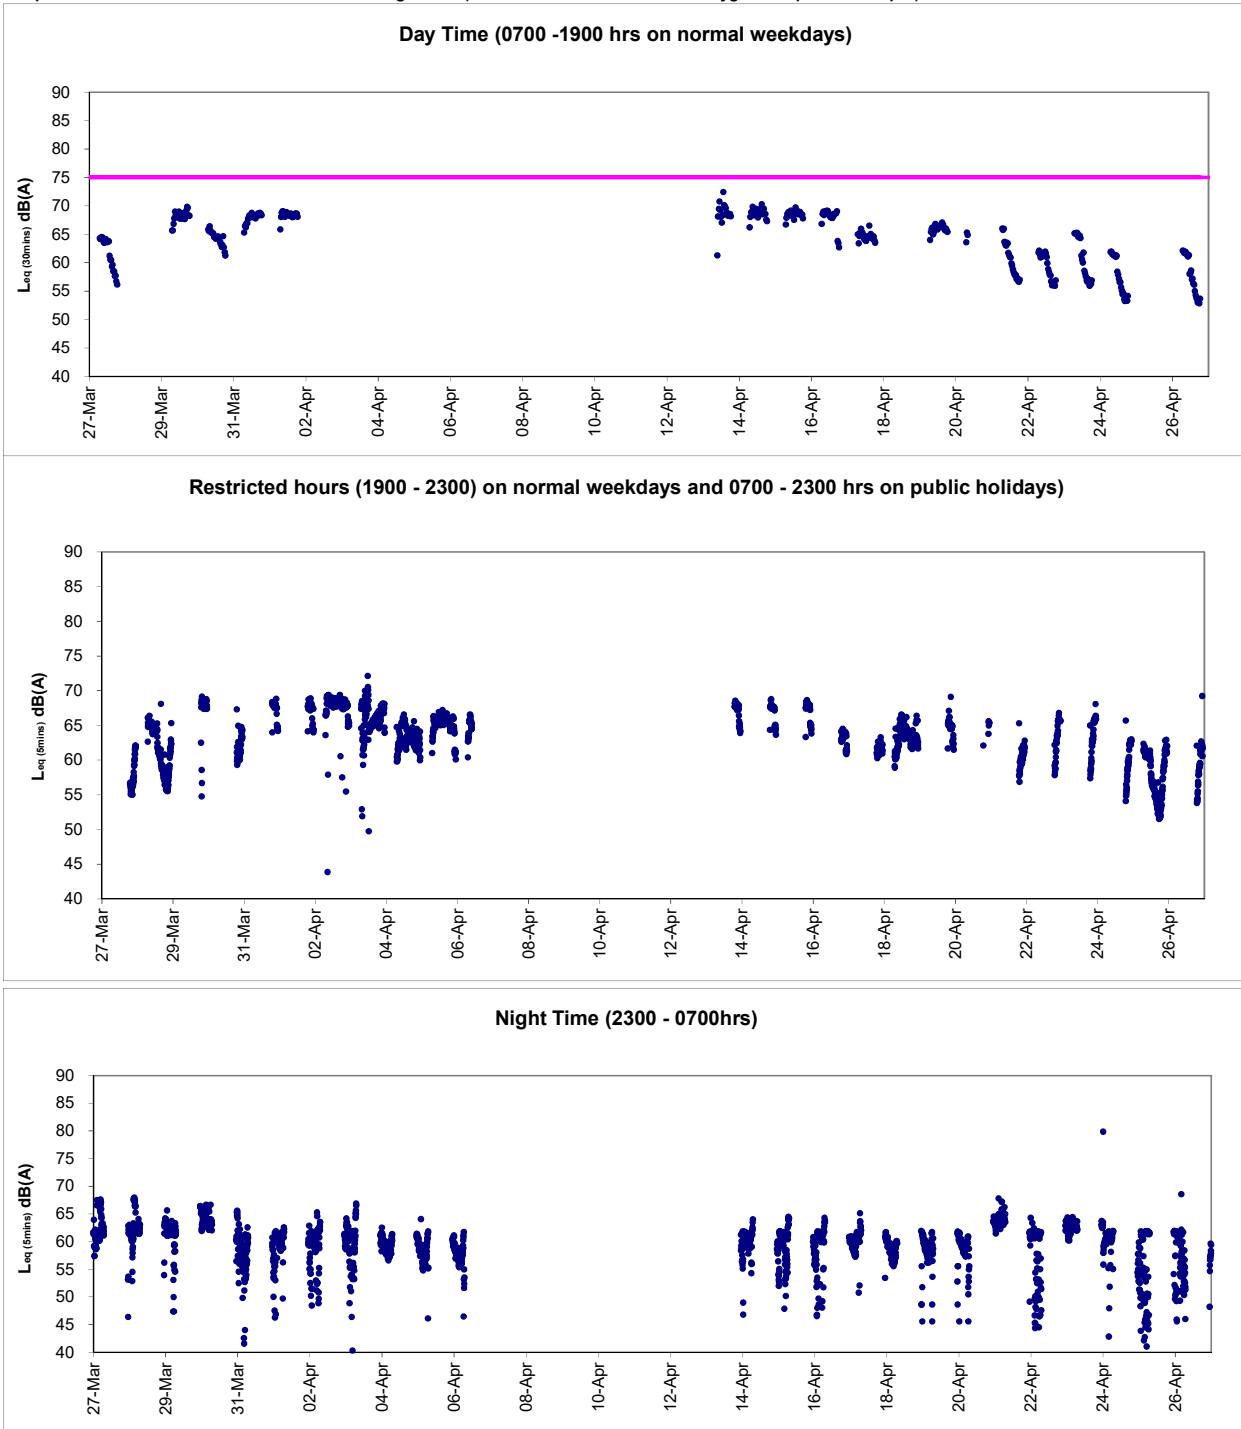 Day Time (0700 -1900 hrs on normal weekdays)
90
85
80
75
70
65
60
55
50
45
40
Leq (30mins) dB(A)
27-Mar
29-Mar
31-Mar
02-Apr
04-Apr
06-Apr
08-Apr
10-Apr
12-Apr
14-Apr
16-Apr
18-Apr
20-Apr
22-Apr
24-Apr
26-Apr
Restricted hours (1900 - 2300) on normal weekdays and 0700 - 2300 hrs on public holidays)
90
85
80
75
70
65
60
55
50
45
40
Leq (5mins) dB(A)
27-Mar
29-Mar
31-Mar
02-Apr
04-Apr
06-Apr
08-Apr
10-Apr
12-Apr
14-Apr
16-Apr
18-Apr
20-Apr
22-Apr
24-Apr
26-Apr
Night Time (2300 - 0700hrs)
90
85
80
75
70
65
60
55
50
45
40
Leq (5mins) dB(A)
27-Mar
29-Mar
31-Mar
02-Apr
04-Apr
06-Apr
08-Apr
10-Apr
12-Apr
14-Apr
16-Apr
18-Apr
20-Apr
22-Apr
24-Apr
26-Apr